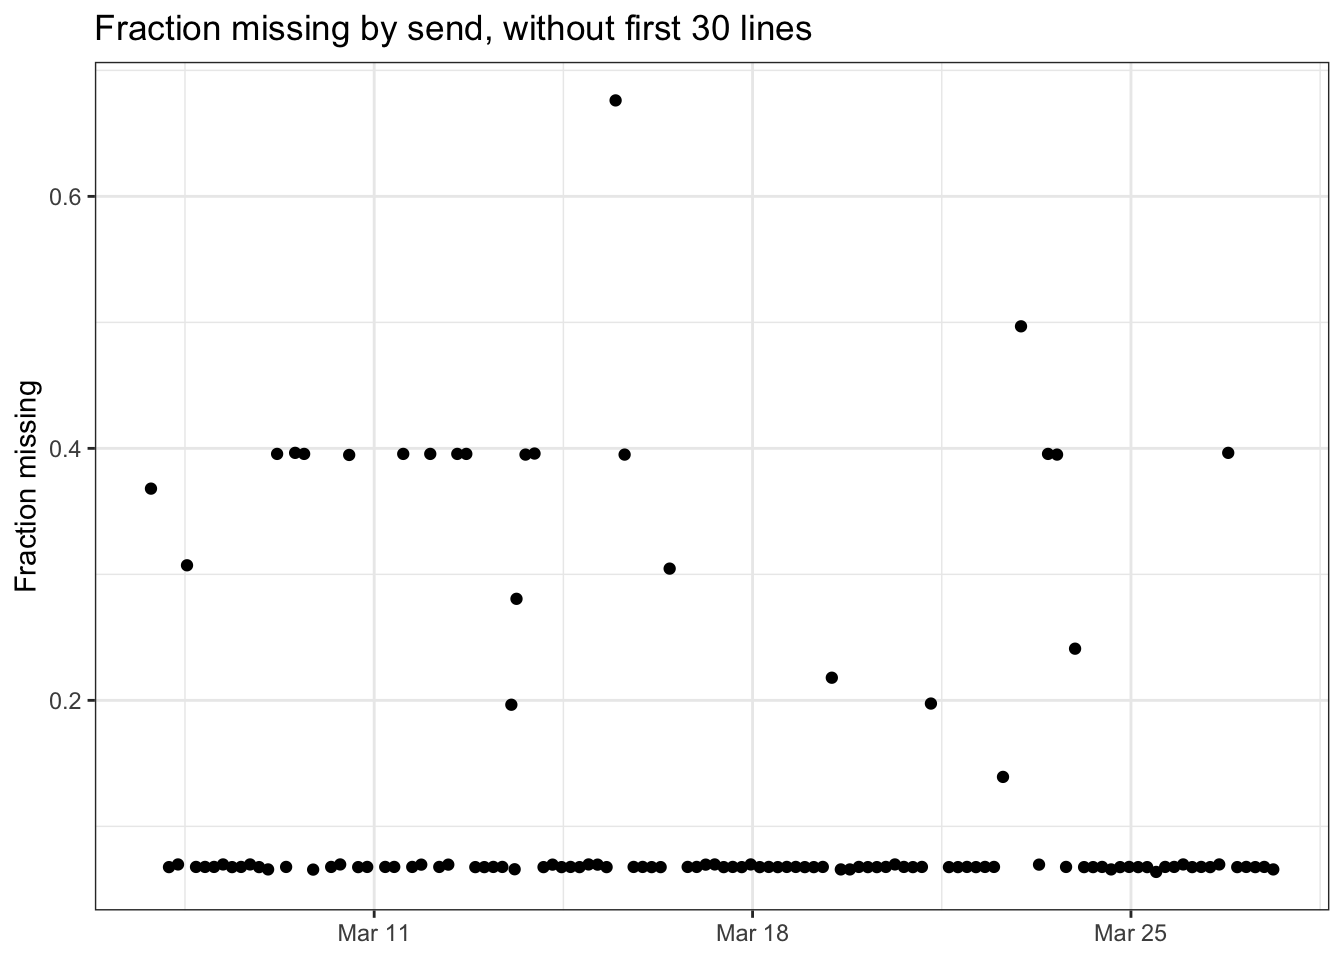 Fraction missing by send, without first 30 lines
Fraction missing
0.6
0.4
0.2
Mar 11
Mar 18
Mar 25